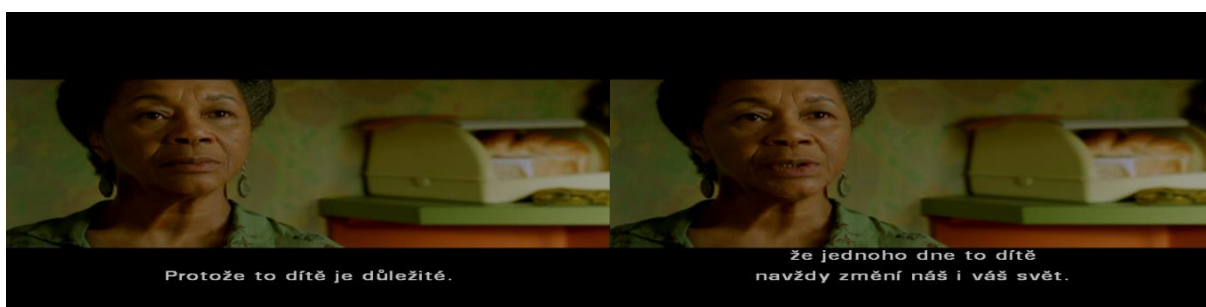 Protože to dítě je důležité.
že jednoho dne to dítě
navždy změní náš i váš svět.